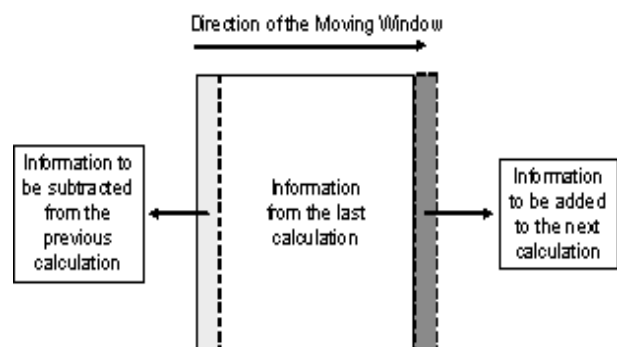 Direction of the Moving Window
Information to
be subtracted
from the
previous
calculation
Information
from the last
calculation
Information
to be added
to the next
calculation